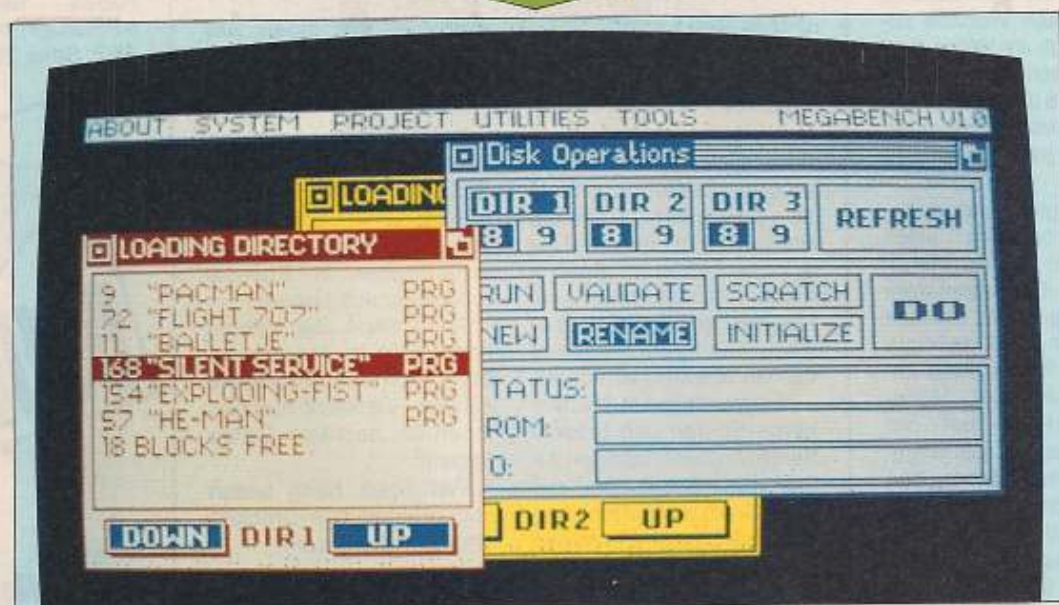 ABOUT SYSTEM PROJECT UTILITIES TOOLS MEGABENCH V1.0
Disk Operations
DIR 1 DIR 2 DIR 3 REFRESH
8 9 8 9 8 9
RUN VALIDATE SCRATCH DO
NEW RENAME INITIALIZE
TATUS:
ROM:
O:
LOADING
LOADING DIRECTORY
9 "PACMAN" PRG
72 "FLIGHT 707" PRG
11 "BALLETJE" PRG
168 "SILENT SERVICE" PRG
154 "EXPLODING-FIST" PRG
57 "HE-MAN" PRG
18 BLOCKS FREE
DOWN DIR 1 UP
DIR2 UP